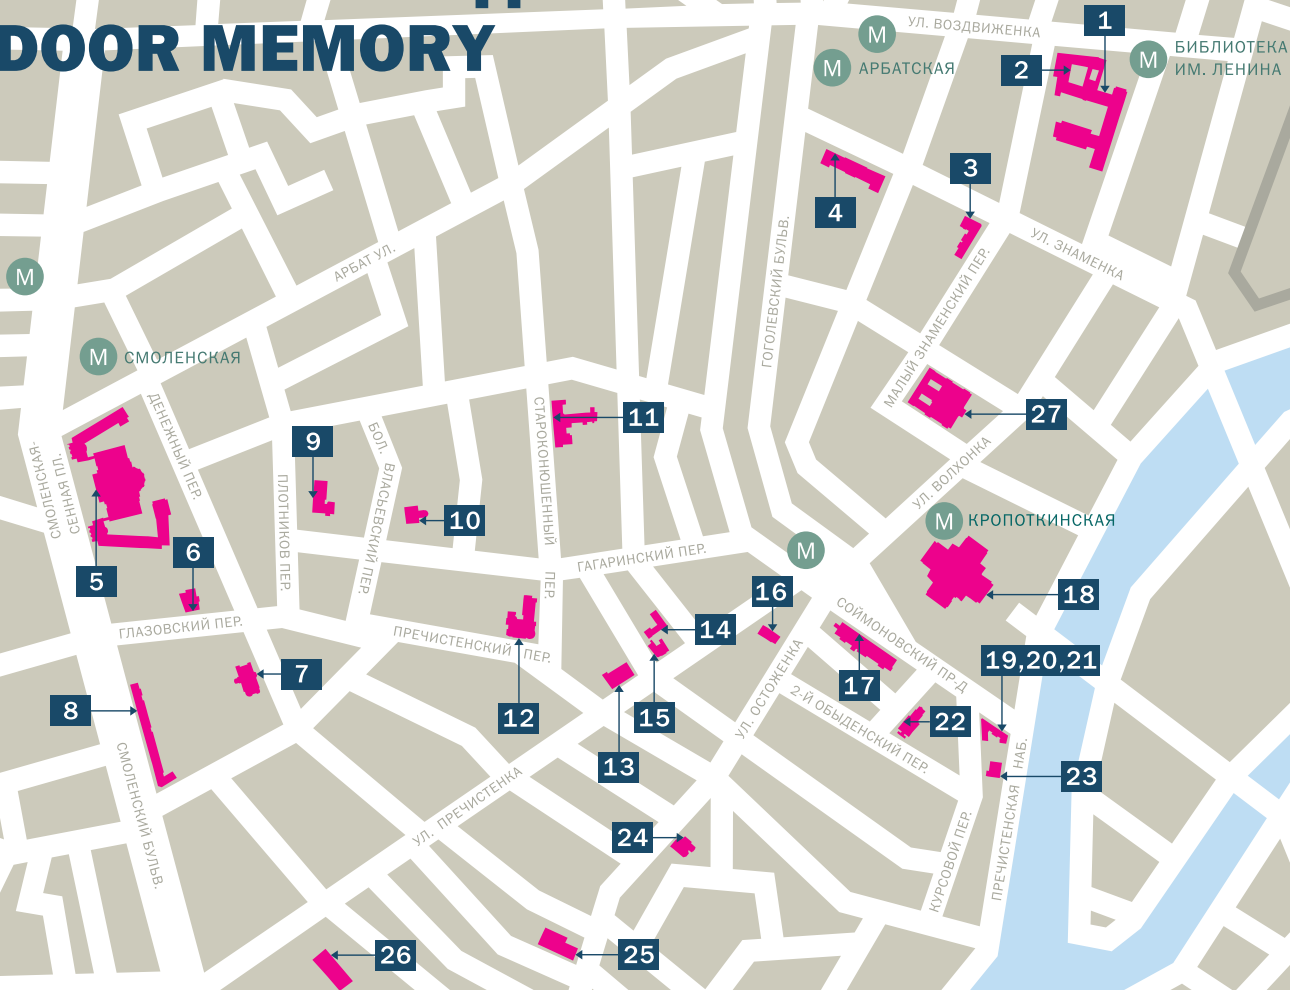 DOOR MEMORY
УЛ. ВОЗДВИЖЕНКА
1
М
БИБЛИОТЕКА
ИМ. ЛЕНИНА
М
М
АРБАТСКАЯ
2
3
4
ГОГОЛЕВСКИЙ БУЛЬВ.
УЛ. ЗНАМЕНКА
МАЛЫЙ ЗНАМЕНСКИЙ ПЕР.
АРБАТ УЛ.
М
М
СМОЛЕНСКАЯ
ДЕНЕЖНЫЙ ПЕР.
СМОЛЕНСКАЯ-
СЕННАЯ ПЛ.
9
11
27
БОЛ. ВЛАСЬЕВСКИЙ ПЕР.
СТАРОКОНЮШЕННЫЙ ПЕР.
ПЛОТНИКОВ ПЕР.
УЛ. ВОЛХОНКА
10
М
КРОПОТКИНСКАЯ
6
5
ГАГАРИНСКИЙ ПЕР.
М
16
18
ГЛАЗОВСКИЙ ПЕР.
ПРЕЧИСТЕНСКИЙ ПЕР.
14
СОЙМОНОВСКИЙ ПР-Д
19,20,21
7
17
8
12
15
22
УЛ. ОСТОЖЕНКА
2-Й ОБЫДЕНСКИЙ ПЕР.
13
23
СМОЛЕНСКИЙ БУЛЬВ.
УЛ. ПРЕЧИСТЕНКА
24
КУРСОВОЙ ПЕР.
ПРЕЧИСТЕНСКАЯ НАБ.
26
25